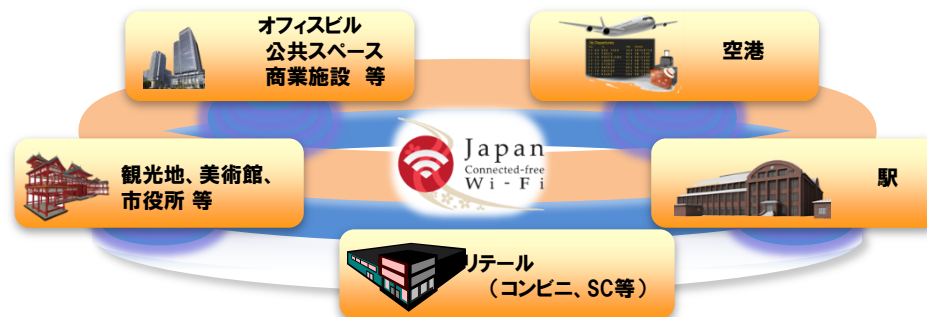 オフィスビル
公共スペース
商業施設 等
空港
Japan
Connected-free
Wi-Fi
観光地、美術館、
市役所 等
駅
リテール
（コンビニ、SC等）